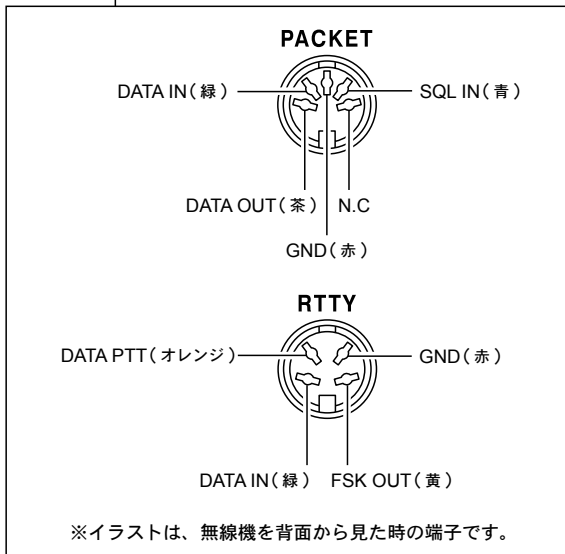 PACKET
DATA IN(緑)
SQL IN(青)
DATA OUT(茶)
N.C
GND(赤)
RTTY
DATA PTT(オレンジ)
GND(赤)
DATA IN(緑)
FSK OUT(黄)
※イラストは、無線機を背面から見た時の端子です。